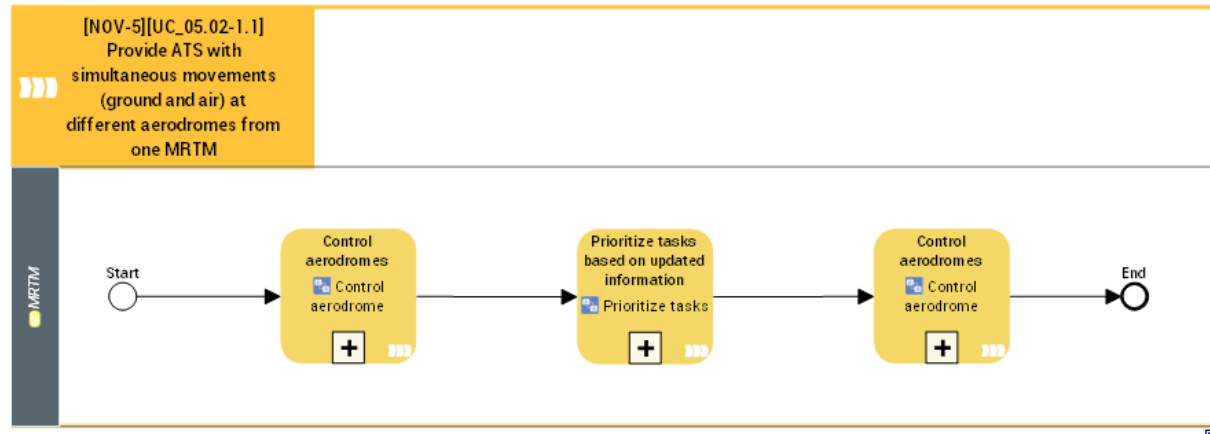 [NOV-5][UC_05.02-1.1]
Provide ATS with
simultaneous movements
(ground and air) at
different aerodromes from
one MRTM
MRTM
Start
Control
aerodromes
Control
aerodrome
Prioritize tasks
based on updated
information
Prioritize tasks
Control
aerodromes
Control
aerodrome
End